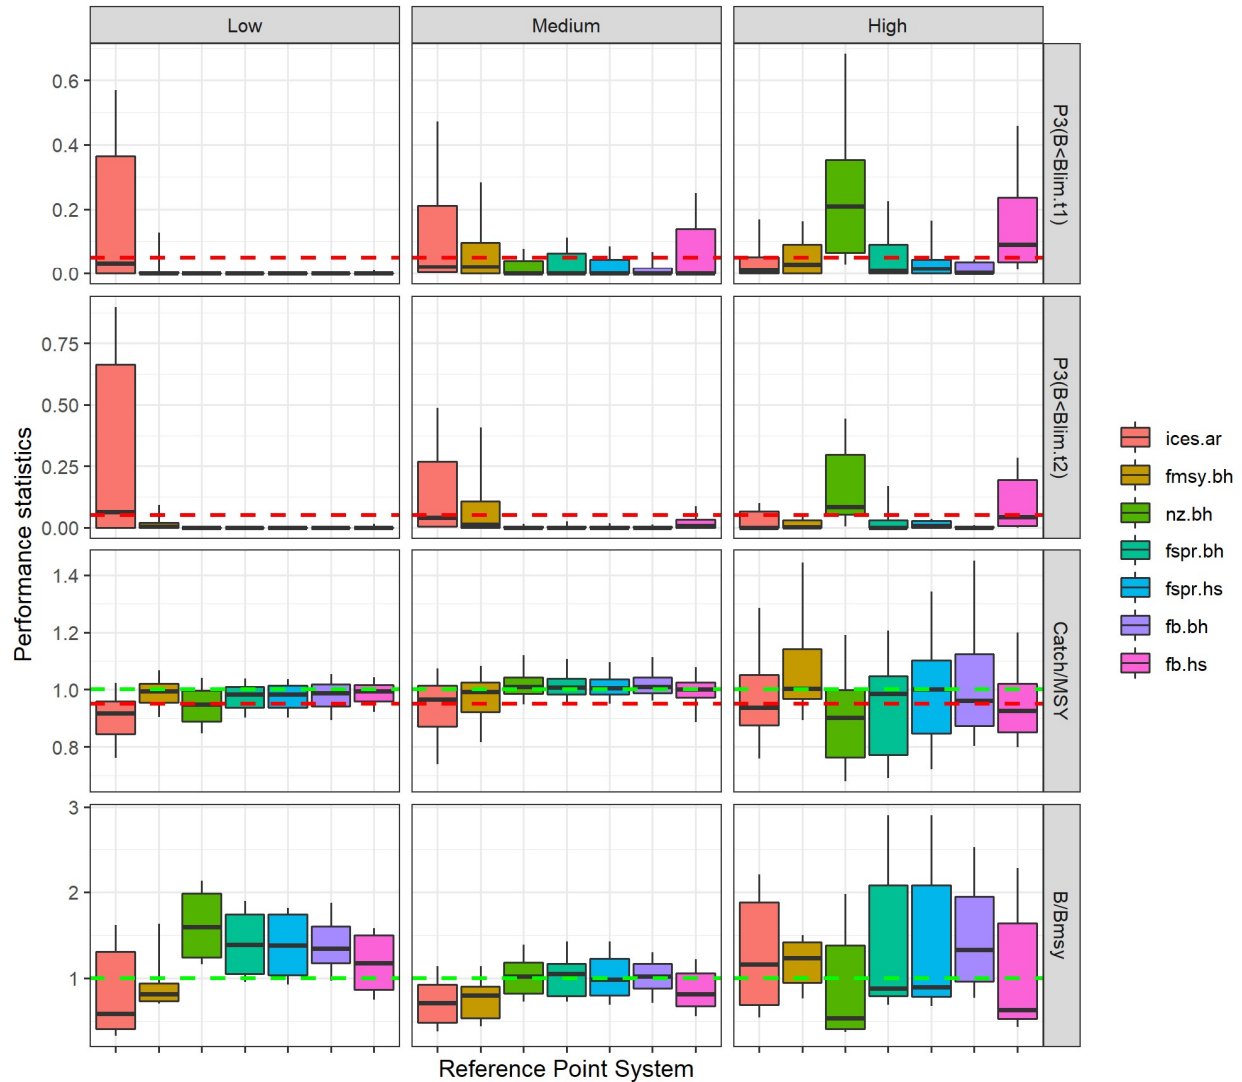 Low
Medium
High
0.6
0.4
0.2
0.0
P3(B<Blim.t1)
0.75
0.50
0.25
0.00
P3(B<Blim.t2)
1.4
1.2
1.0
0.8
Catch/MSY
3
2
1
B/Bmsy
Performance statistics
Reference Point System
ices.ar
fmsy.bh
nz.bh
fspr.bh
fspr.hs
fb.bh
fb.hs